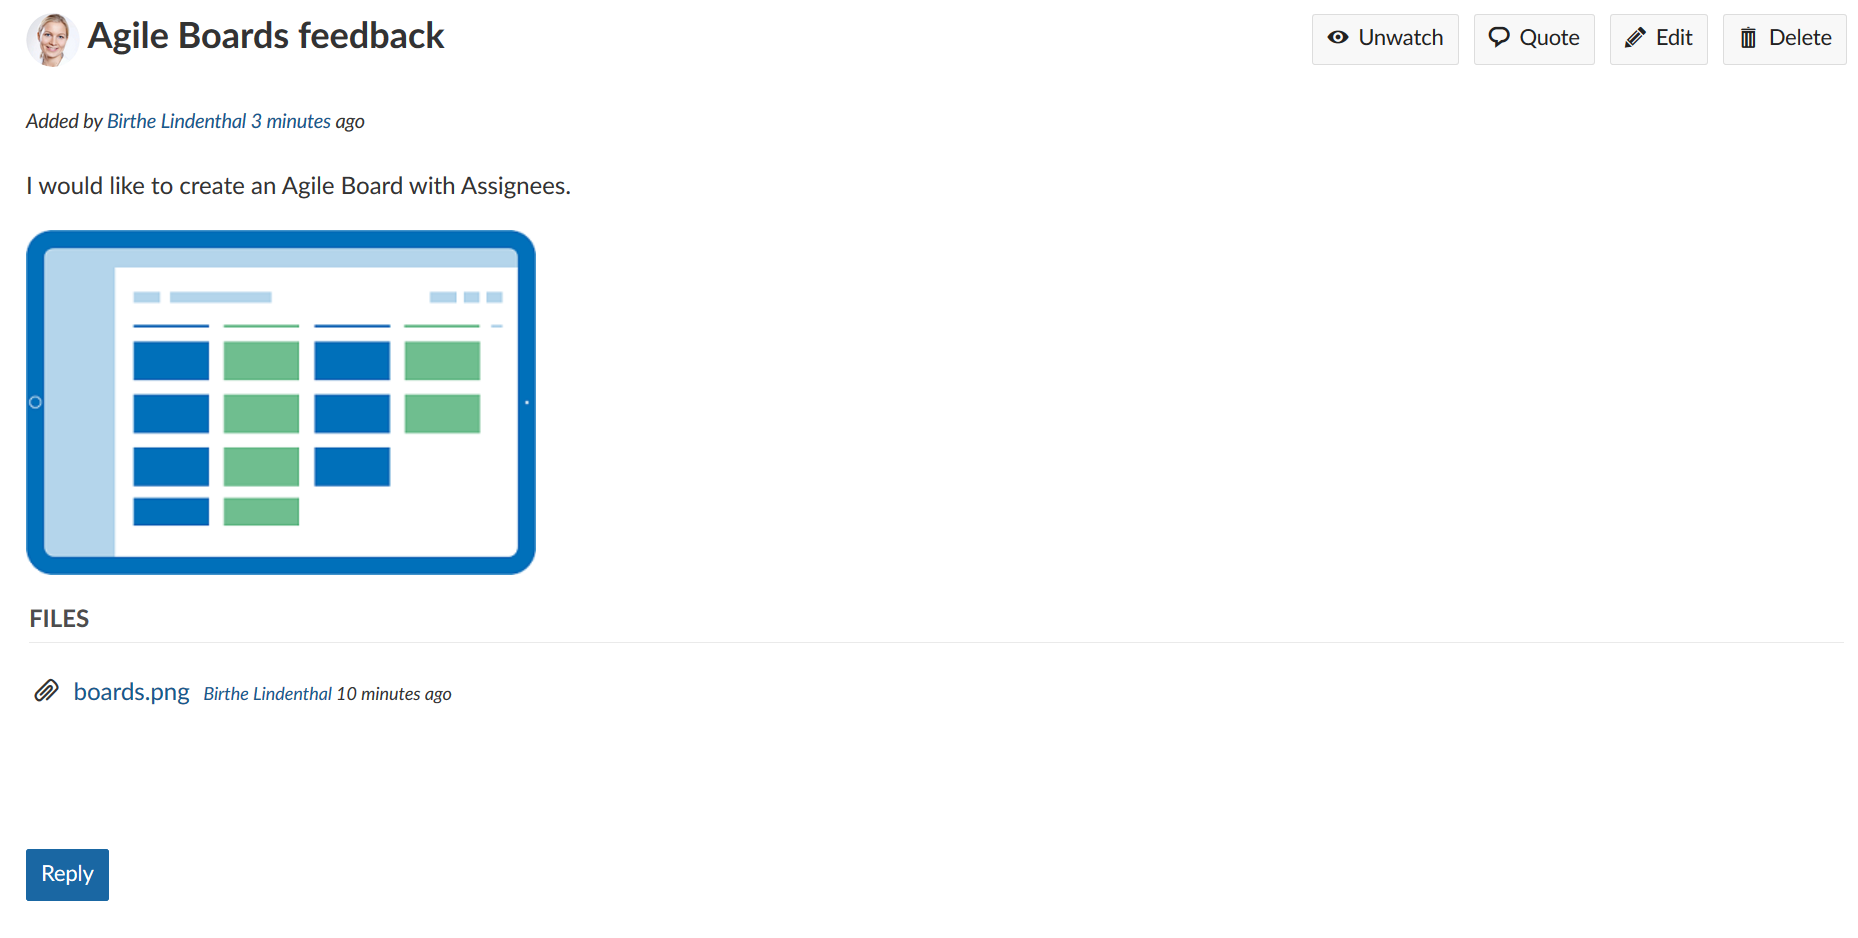 Agile Boards feedback
Unwatch
Quote
Edit
Delete
Added by Birthe Lindenthal 3 minutes ago
I would like to create an Agile Board with Assignees.
FILES
boards.png Birthe Lindenthal 10 minutes ago
Reply